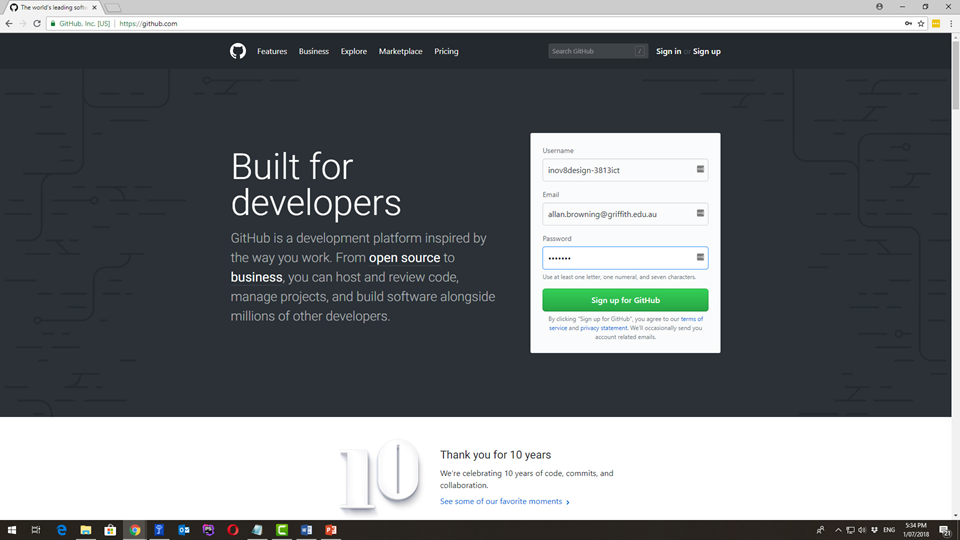 The world's leading softw
GitHub, Inc. [US] | https://github.com
Features Business Explore Marketplace Pricing Search GitHub / Sign in or Sign up
Built for
developers
GitHub is a development platform inspired by
the way you work. From open source to
business, you can host and review code,
manage projects, and build software alongside
millions of other developers.
Username
inov8design-3813ict
Email
allan.browning@griffith.edu.au
Password
•••••••
Use at least one letter, one numeral, and seven characters.
Sign up for GitHub
By clicking "Sign up for GitHub", you agree to our terms of
service and privacy statement. We'll occasionally send you
account related emails.
10
Thank you for 10 years
We're celebrating 10 years of code, commits, and
collaboration.
See some of our favorite moments
ENG
5:34 PM
1/07/2018
21